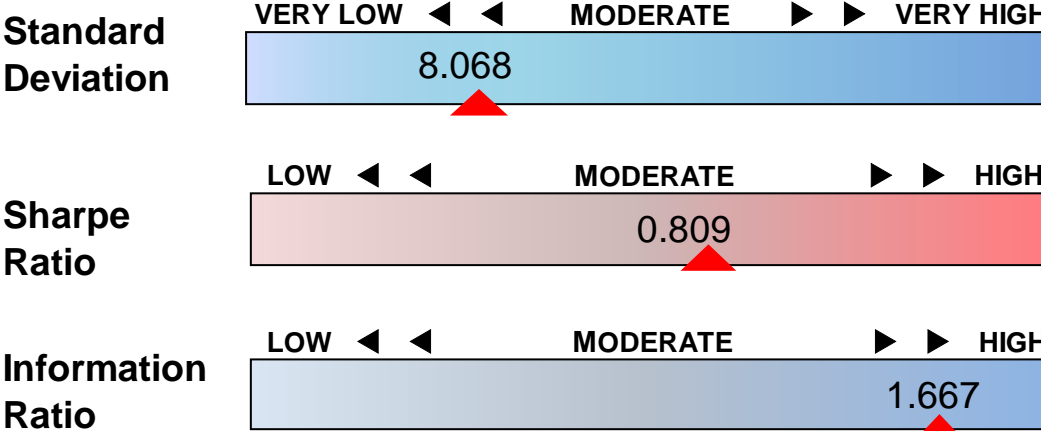 VERY LOW ◀ ◀ MODERATE ▶ ▶ VERY HIGH
Standard
Deviation
8.068
LOW ◀ ◀ MODERATE ▶ ▶ HIGH
Sharpe
Ratio
0.809
LOW ◀ ◀ MODERATE ▶ ▶ HIGH
Information
Ratio
1.667